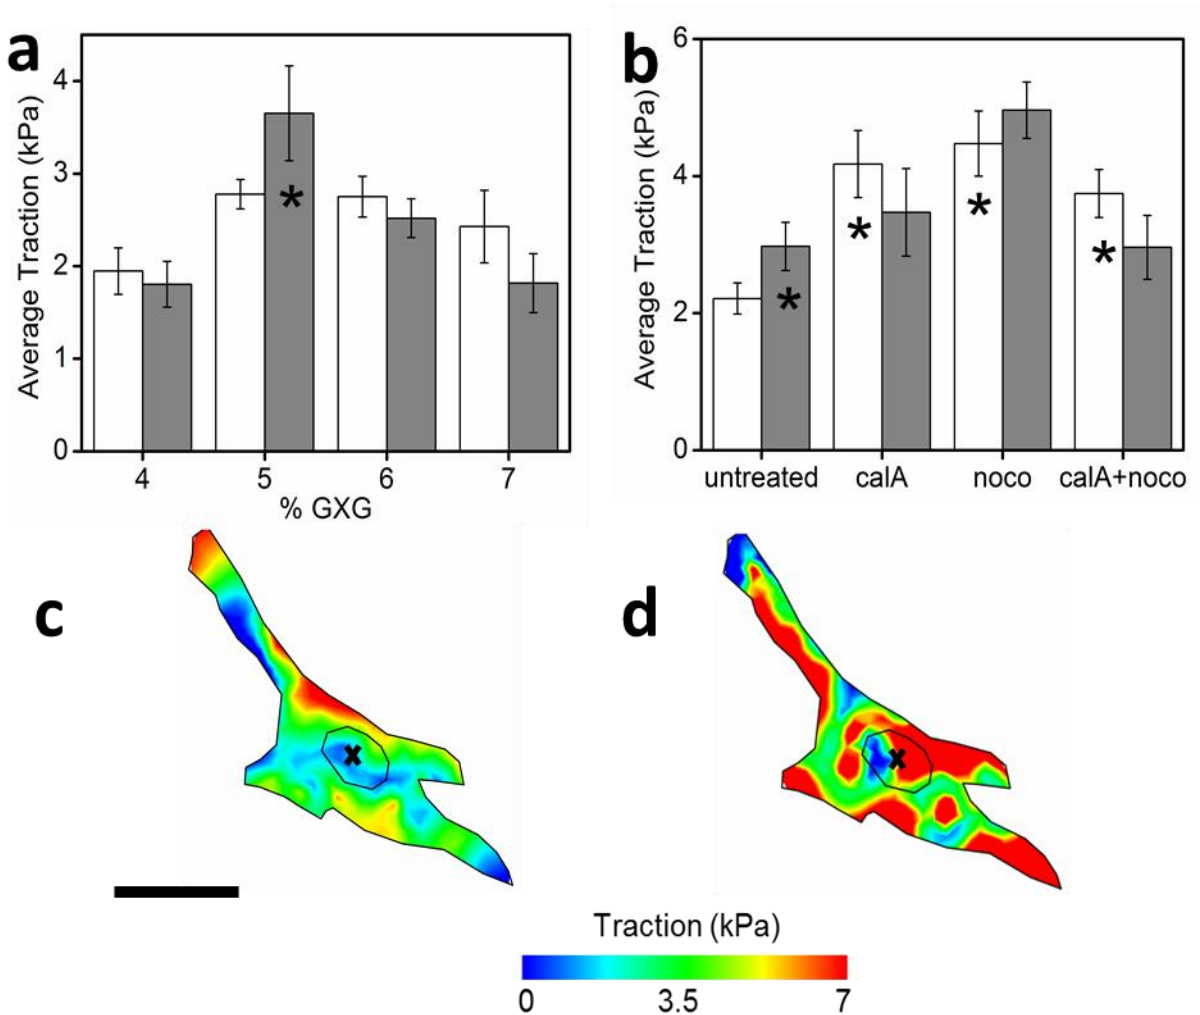 a
Average Traction (kPa)
4
3
2
1
0
*
4 5 6 7
% GXG
b
Average Traction (kPa)
6
4
2
0
* * * *
untreated calA noco calA+noco
c
x
d
x
Traction (kPa)
0 3.5 7